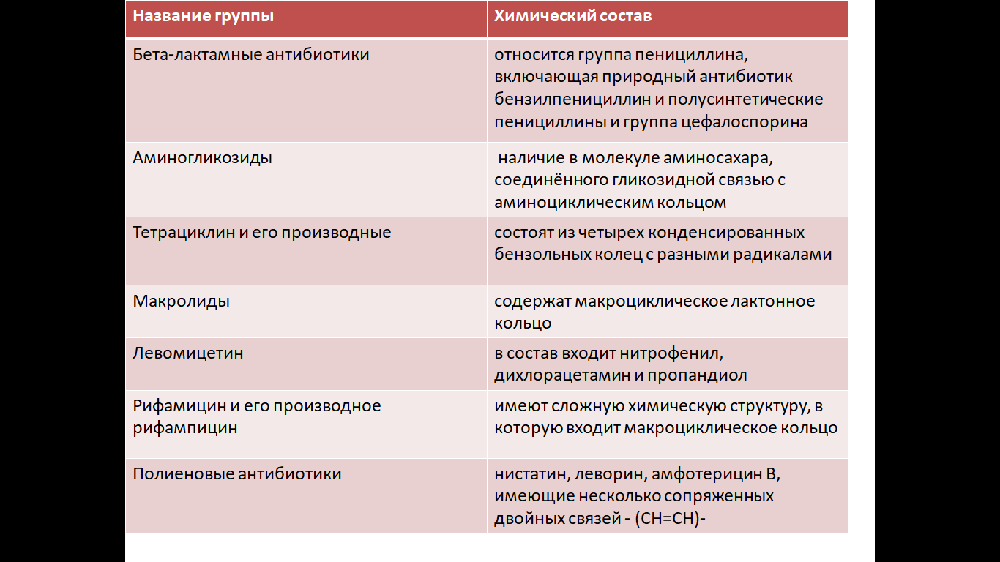 Название группы
Химический состав
Бета-лактамные антибиотики
относится группа пенициллина,
включающая природный антибиотик
бензилпенициллин и полусинтетические
пенициллины и группа цефалоспорина
Аминогликозиды
наличие в молекуле аминосахара,
соединённого гликозидной связью с
аминоциклическим кольцом
Тетрациклин и его производные
состоят из четырех конденсированных
бензольных колец с разными радикалами
Макролиды
содержат макроциклическое лактонное
кольцо
Левомицетин
в состав входит нитрофенил,
дихлорацетамин и пропандиол
Рифамицин и его производное
рифампицин
имеют сложную химическую структуру, в
которую входит макроциклическое кольцо
Полиеновые антибиотики
нистатин, леворин, амфотерицин В,
имеющие несколько сопряженных
двойных связей - (СН=СН)-